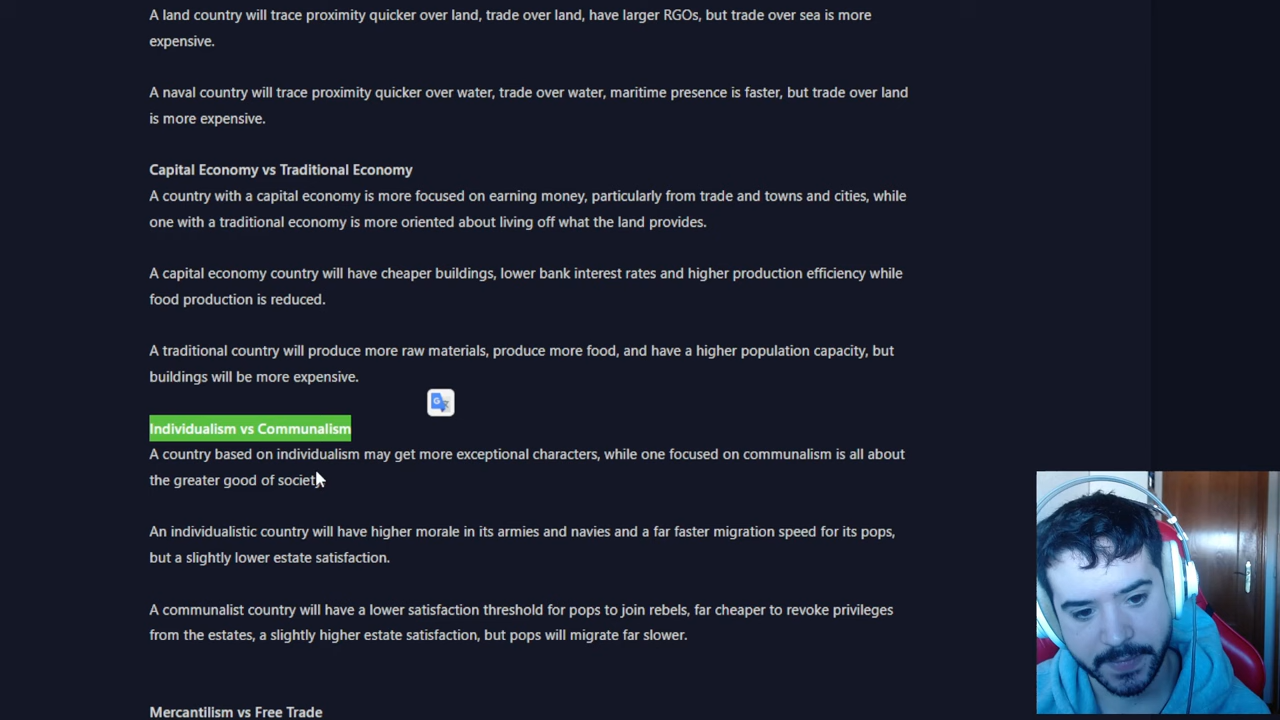 A land country will trace proximity quicker over land, trade over land, have larger RGOs, but trade over sea is more
expensive.
A naval country will trace proximity quicker over water, trade over water, maritime presence is faster, but trade over land
is more expensive.
Capital Economy vs Traditional Economy
A country with a capital economy is more focused on earning money, particularly from trade and towns and cities, while
one with a traditional economy is more oriented about living off what the land provides.
A capital economy country will have cheaper buildings, lower bank interest rates and higher production efficiency while
food production is reduced.
A traditional country will produce more raw materials, produce more food, and have a higher population capacity, but
buildings will be more expensive.
Individualism vs Communalism
A country based on individualism may get more exceptional characters, while one focused on communalism is all about
the greater good of society.
An individualistic country will have higher morale in its armies and navies and a far faster migration speed for its pops,
but a slightly lower estate satisfaction.
A communalist country will have a lower satisfaction threshold for pops to join rebels, far cheaper to revoke privileges
from the estates, a slightly higher estate satisfaction, but pops will migrate far slower.
Mercantilism vs Free Trade